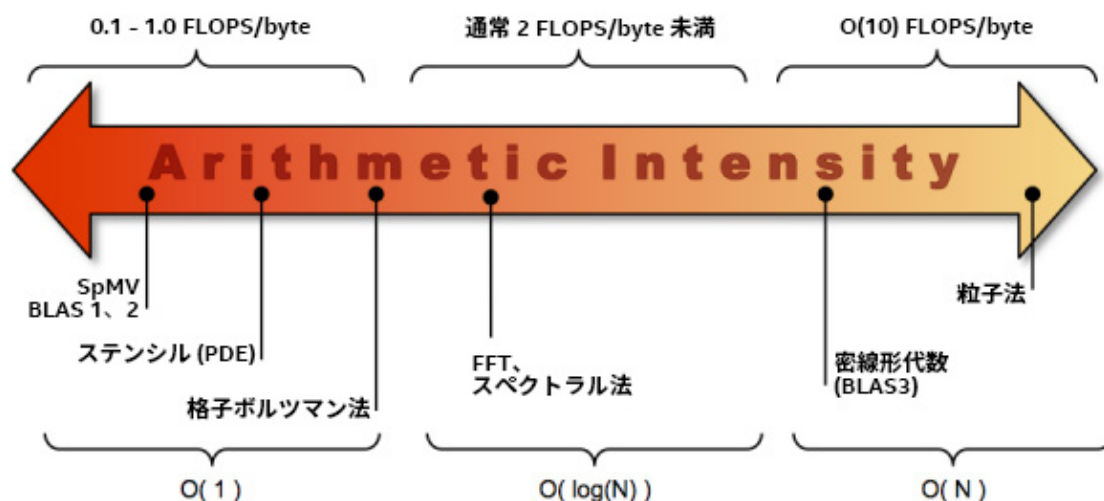 0.1 - 1.0 FLOPS/byte
通常 2 FLOPS/byte 未満
O(10) FLOPS/byte
Arithmetic Intensity
SpMV
BLAS 1、2
ステンシル (PDE)
格子ボルツマン法
FFT、
スペクトラル法
密線形代数
(BLAS3)
粒子法
O( 1 )
O( log(N) )
O( N )